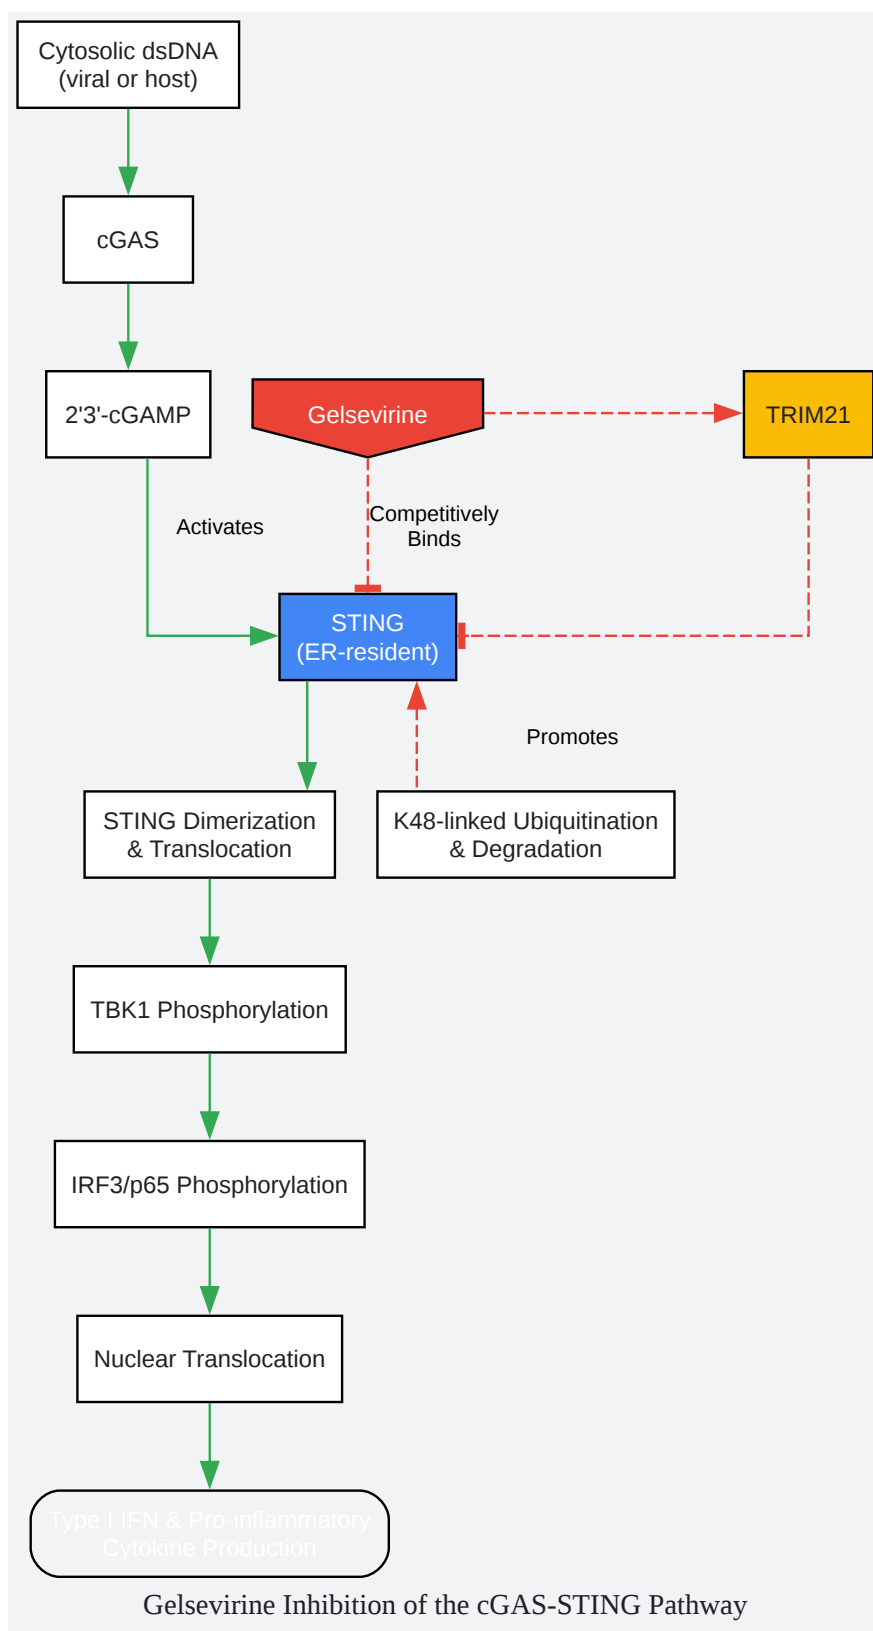 Cytosolic dsDNA
(viral or host)
cGAS
2'3'-cGAMP
Gelsevirine
TRIM21
Activates
Competitively
Binds
STING
(ER-resident)
Promotes
STING Dimerization
& Translocation
K48-linked Ubiquitination
& Degradation
TBK1 Phosphorylation
IRF3/p65 Phosphorylation
Nuclear Translocation
Type I IFN & Pro-inflammatory
Cytokine Production
Gelsevirine Inhibition of the cGAS-STING Pathway